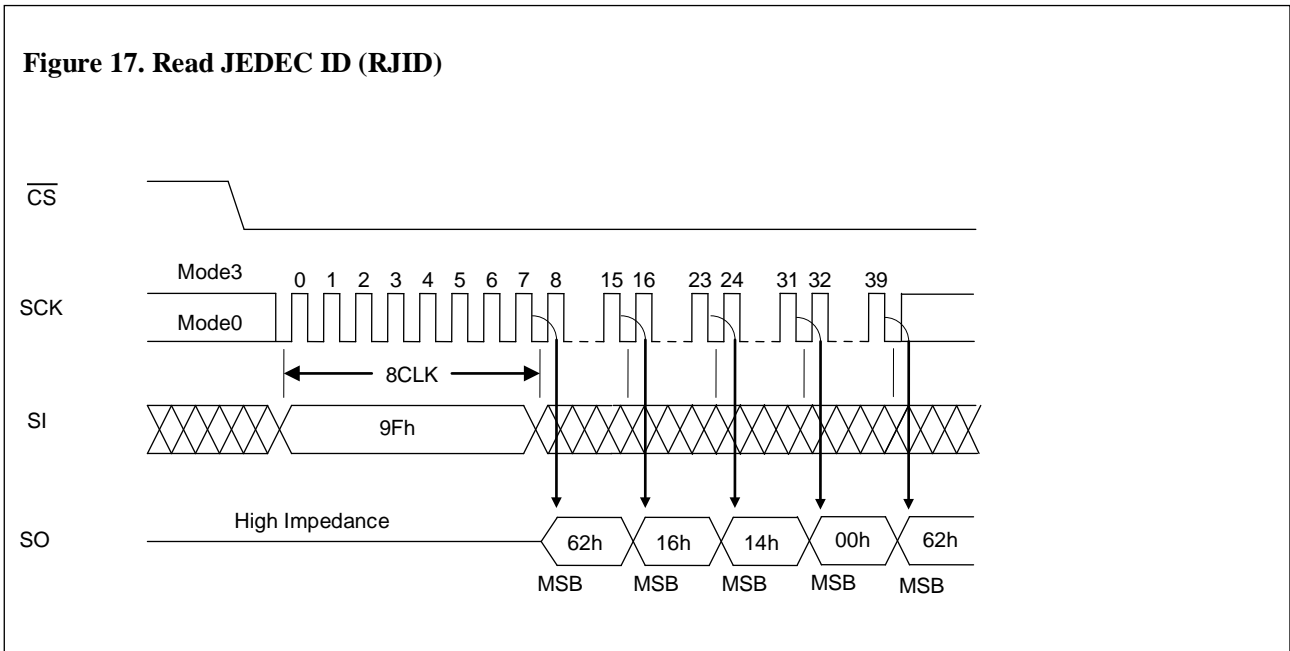 Figure 17. Read JEDEC ID (RJID)
CS
Mode3
0 1 2 3 4 5 6 7 8 15 16 23 24 31 32 39
SCK
Mode0
8CLK
SI
9Fh
High Impedance
SO
62h 16h 14h 00h 62h
MSB MSB MSB MSB MSB